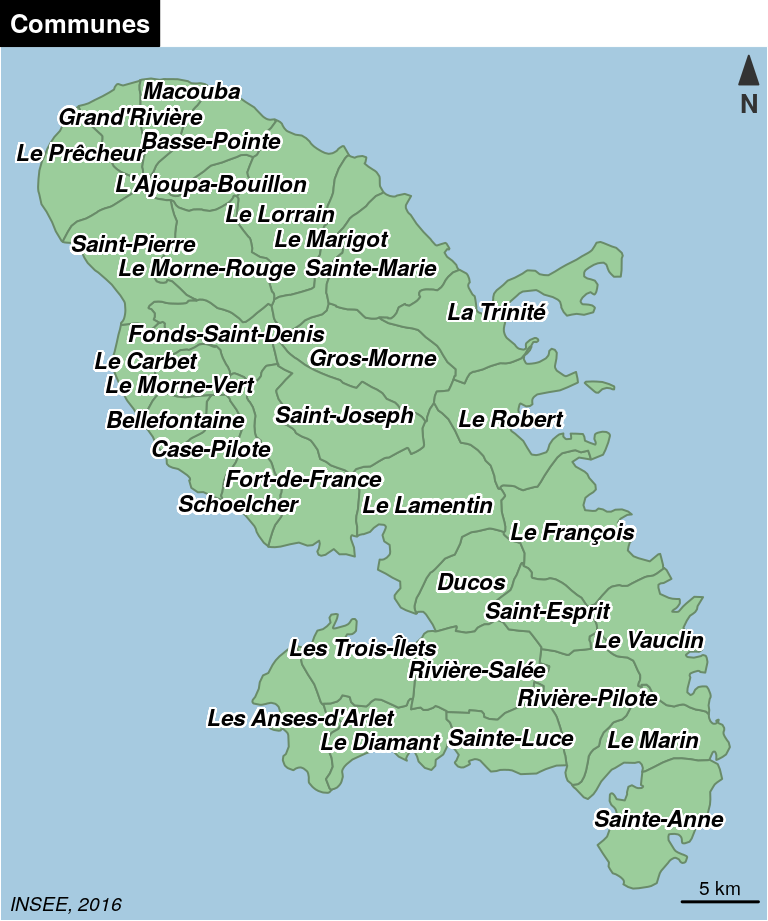 Communes
N
Macouba
Grand'Rivière
Basse-Pointe
Le Prêcheur
L'Ajoupa-Bouillon
Le Lorrain
Le Marigot
Saint-Pierre
Le Morne-Rouge
Sainte-Marie
La Trinité
Fonds-Saint-Denis
Gros-Morne
Le Carbet
Le Morne-Vert
Saint-Joseph
Le Robert
Bellefontaine
Case-Pilote
Fort-de-France
Schoelcher
Le Lamentin
Le François
Ducos
Saint-Esprit
Le Vauclin
Les Trois-Îlets
Rivière-Salée
Rivière-Pilote
Les Anses-d'Arlet
Le Diamant
Sainte-Luce
Le Marin
Sainte-Anne
5 km
INSEE, 2016